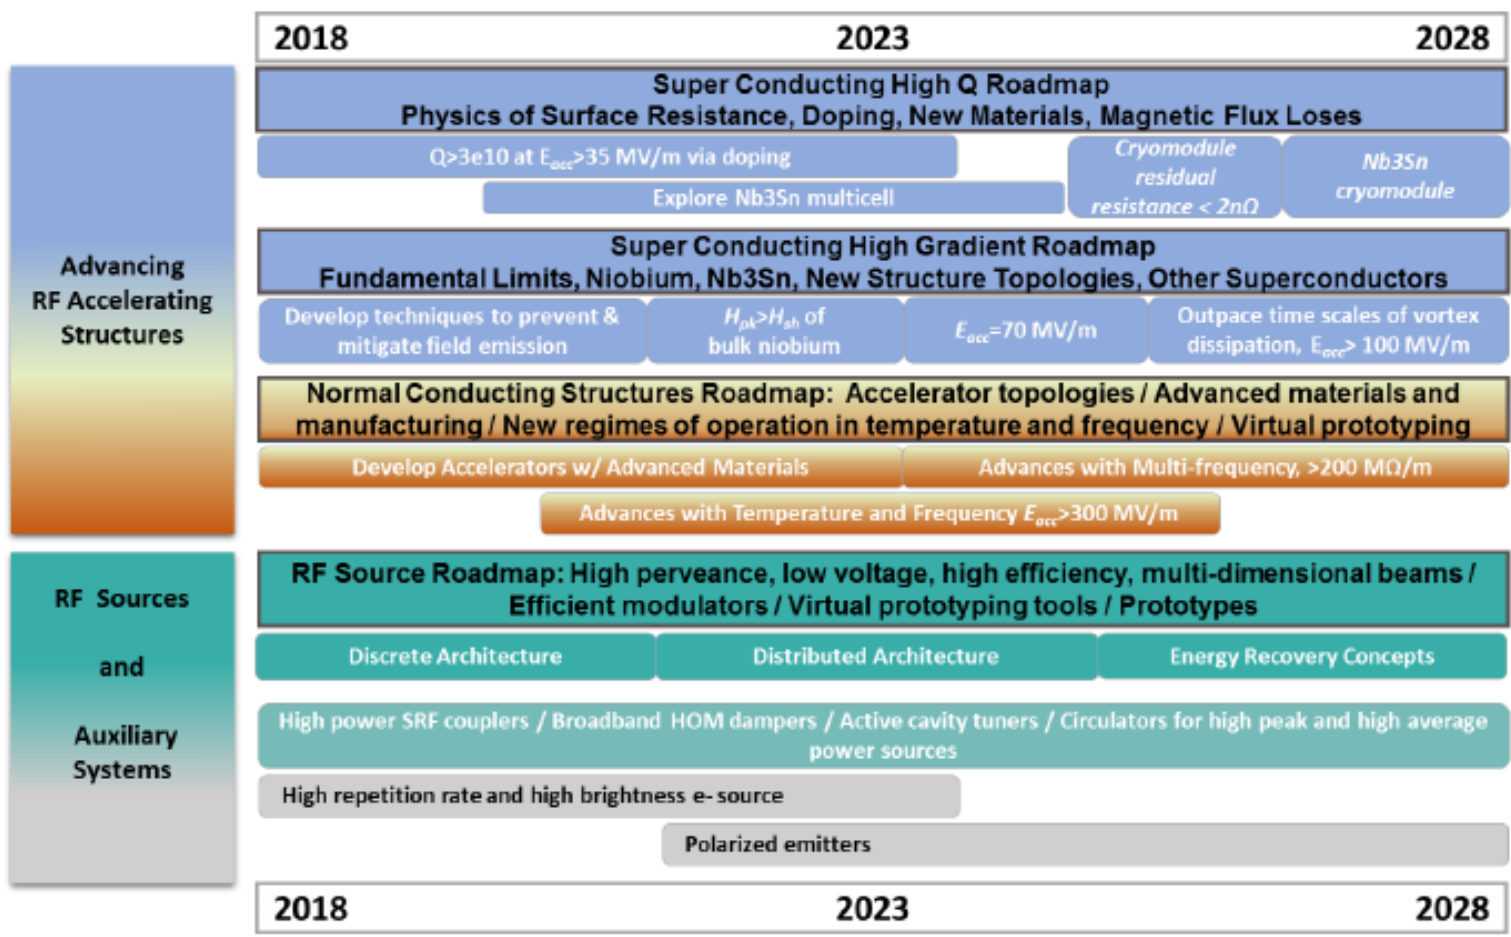 2018 2023 2028
Super Conducting High Q Roadmap
Physics of Surface Resistance, Doping, New Materials, Magnetic Flux Loses
Q>3e10 at Eacc>35 MV/m via doping
Explore Nb3Sn multicell
Cryomodule
residual
resistance < 2nΩ
Nb3Sn
cryomodule
Super Conducting High Gradient Roadmap
Fundamental Limits, Niobium, Nb3Sn, New Structure Topologies, Other Superconductors
Advancing
RF Accelerating
Structures
Develop techniques to prevent &
mitigate field emission
Hpk>Hsh of
bulk niobium
Eacc=70 MV/m
Outpace time scales of vortex
dissipation, Eacc> 100 MV/m
Normal Conducting Structures Roadmap: Accelerator topologies / Advanced materials and
manufacturing / New regimes of operation in temperature and frequency / Virtual prototyping
Develop Accelerators w/ Advanced Materials
Advances with Multi-frequency, >200 MΩ/m
Advances with Temperature and Frequency Eacc>300 MV/m
RF Sources
and
Auxiliary
Systems
RF Source Roadmap: High perveance, low voltage, high efficiency, multi-dimensional beams /
Efficient modulators / Virtual prototyping tools / Prototypes
Discrete Architecture
Distributed Architecture
Energy Recovery Concepts
High power SRF couplers / Broadband HOM dampers / Active cavity tuners / Circulators for high peak and high average
power sources
High repetition rate and high brightness e- source
Polarized emitters
2018 2023 2028